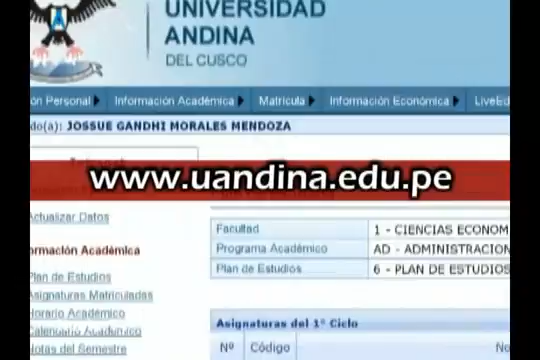 UNIVERSIDAD
ANDINA
DEL CUSCO
ón Personal
Información Académica
Matrícula
Información Económica
LiveEd
do(a): JOSSUE GANDHI MORALES MENDOZA
www.uandina.edu.pe
Actualizar Datos
ormación Académica
Plan de Estudios
Asignaturas Matriculadas
Horario Académico
Calendario Académico
Notas del Semestre
Facultad 1 - CIENCIAS ECONOM
Programa Académico AD - ADMINISTRACION
Plan de Estudios 6 - PLAN DE ESTUDIOS
Asignaturas del 1° Ciclo
Nº Código No